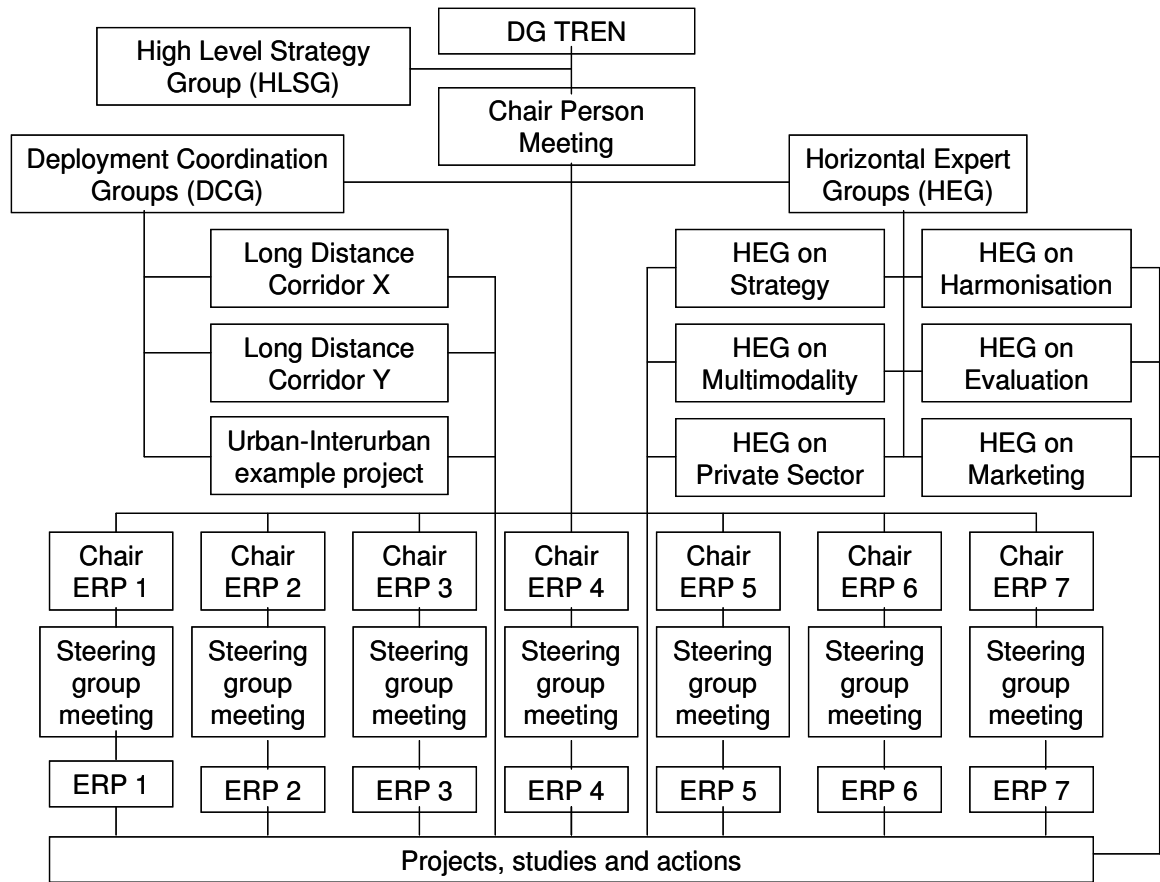 DG TREN
High Level Strategy
Group (HLSG)
Chair Person
Meeting
Deployment Coordination
Groups (DCG)
Horizontal Expert
Groups (HEG)
Long Distance
Corridor X
HEG on
Strategy
HEG on
Harmonisation
Long Distance
Corridor Y
HEG on
Multimodality
HEG on
Evaluation
Urban-Interurban
example project
HEG on
Private Sector
HEG on
Marketing
Chair
ERP 1
Chair
ERP 2
Chair
ERP 3
Chair
ERP 4
Chair
ERP 5
Chair
ERP 6
Chair
ERP 7
Steering
group
meeting
Steering
group
meeting
Steering
group
meeting
Steering
group
meeting
Steering
group
meeting
Steering
group
meeting
Steering
group
meeting
ERP 1
ERP 2
ERP 3
ERP 4
ERP 5
ERP 6
ERP 7
Projects, studies and actions